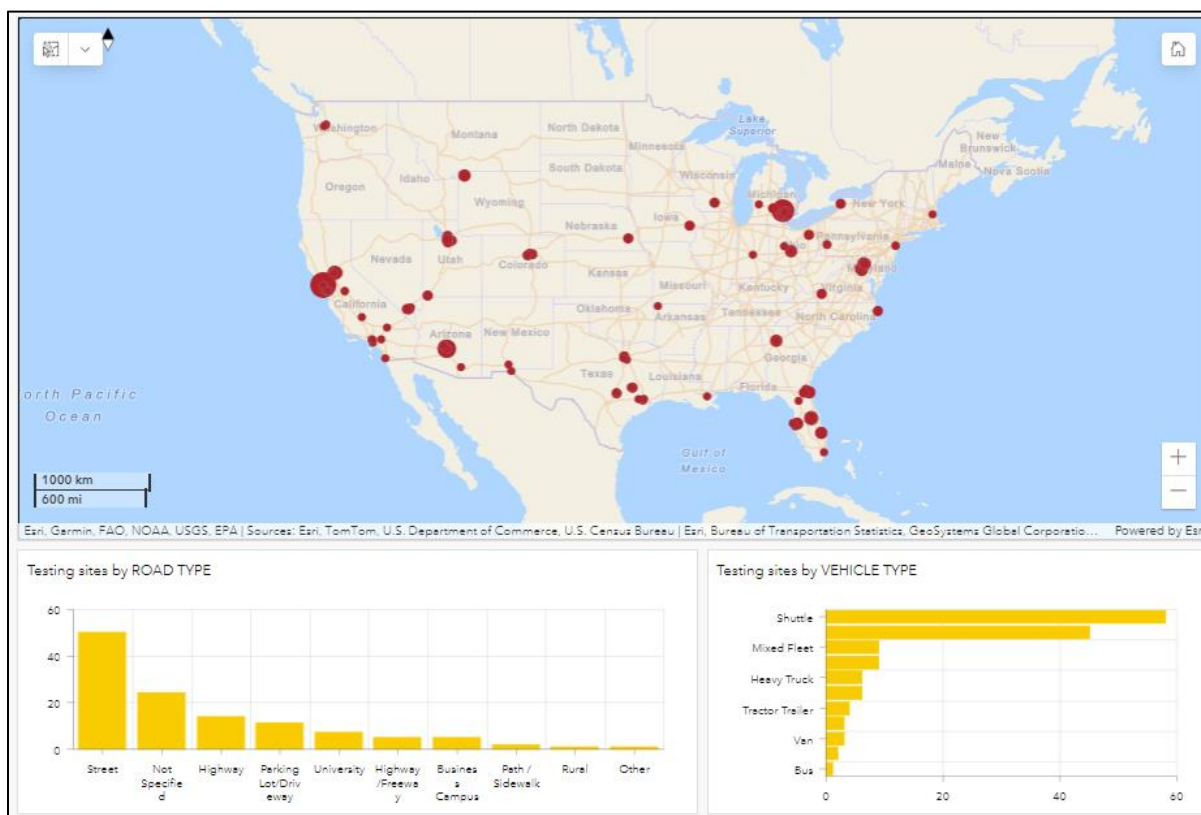 Washington
Montana
North Dakota
Minnesota
Lake
Superior
New
Brunswick
Maine
Nova Scotia
Oregon
Idaho
South Dakota
Wisconsin
Michigan
Wyoming
New York
Iowa
Nebraska
Pennsylvania
Nevada
Utah
Colorado
Kansas
Missouri
Kentucky
Virginia
California
Oklahoma
Arkansas
Tennessee
North Carolina
Arizona
New Mexico
Georgia
Texas
Louisiana
Florida
orth Pacific
Ocean
Gulf of
Mexico
1000 km
600 mi
+
−
Esri, Garmin, FAO, NOAA, USGS, EPA | Sources: Esri, TomTom, U.S. Department of Commerce, U.S. Census Bureau | Esri, Bureau of Transportation Statistics, GeoSystems Global Corporatio... Powered by Esri
Testing sites by ROAD TYPE
60
40
20
0
Street
Not
Specifie
d
Highway
Parking
Lot/Driv
eway
University
Highway
/Freewa
y
Busines
s
Campus
Path /
Sidewalk
Rural
Other
Testing sites by VEHICLE TYPE
Shuttle
Mixed Fleet
Heavy Truck
Tractor Trailer
Van
Bus
0
20
40
60